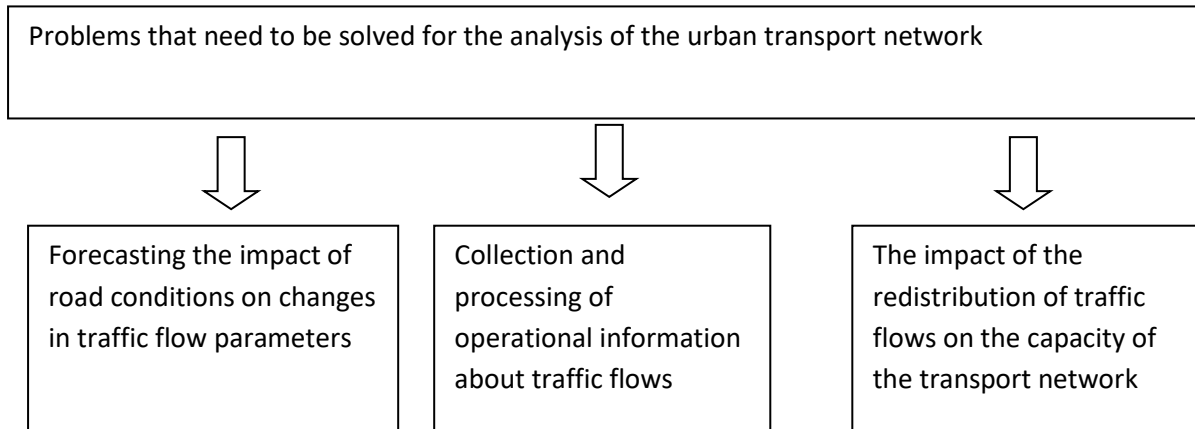 Problems that need to be solved for the analysis of the urban transport network
Forecasting the impact of
road conditions on changes
in traffic flow parameters
Collection and
processing of
operational information
about traffic flows
The impact of the
redistribution of traffic
flows on the capacity of
the transport network